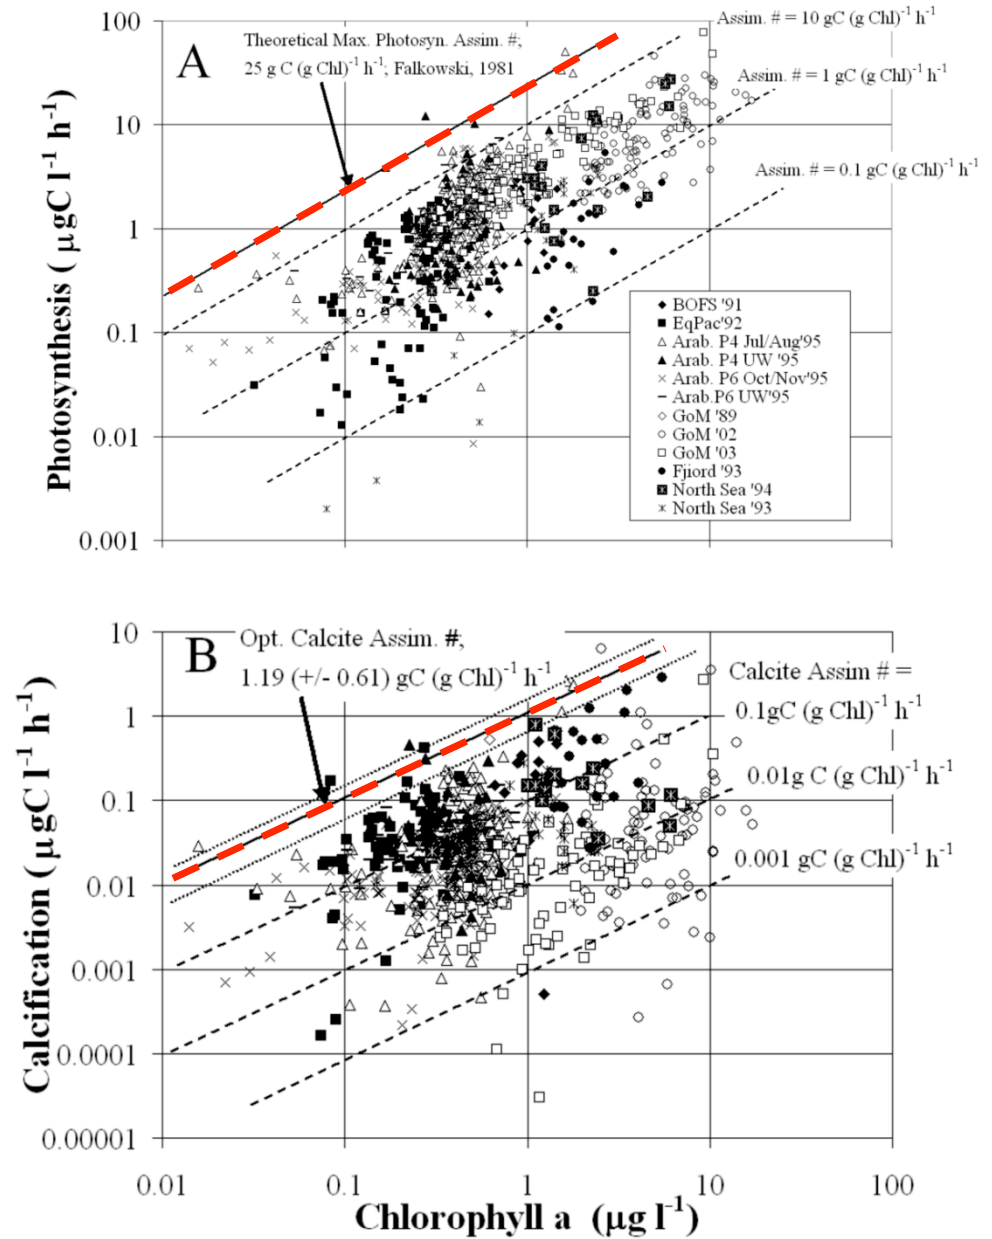 A
Theoretical Max. Photosyn. Assim. #;
25 g C (g Chl)⁻¹ h⁻¹; Falkowski, 1981
Assim. # = 10 gC (g Chl)⁻¹ h⁻¹
Assim. # = 1 gC (g Chl)⁻¹ h⁻¹
Assim. # = 0.1 gC (g Chl)⁻¹ h⁻¹
Photosynthesis ( μgC l⁻¹ h⁻¹)
100
10
1
0.1
0.01
0.001
BOFS '91
EqPac'92
Arab. P4 Jul/Aug'95
Arab. P4 UW '95
Arab. P6 Oct/Nov'95
Arab.P6 UW'95
GoM '89
GoM '02
GoM '03
Fjiord '93
North Sea '94
North Sea '93
B
Opt. Calcite Assim. #;
1.19 (+/- 0.61) gC (g Chl)⁻¹ h⁻¹
Calcite Assim # =
0.1gC (g Chl)⁻¹ h⁻¹
0.01g C (g Chl)⁻¹ h⁻¹
0.001 gC (g Chl)⁻¹ h⁻¹
Calcification ( μgC l⁻¹ h⁻¹)
10
1
0.1
0.01
0.001
0.0001
0.00001
0.01 0.1 1 10 100
Chlorophyll a (μg l⁻¹)